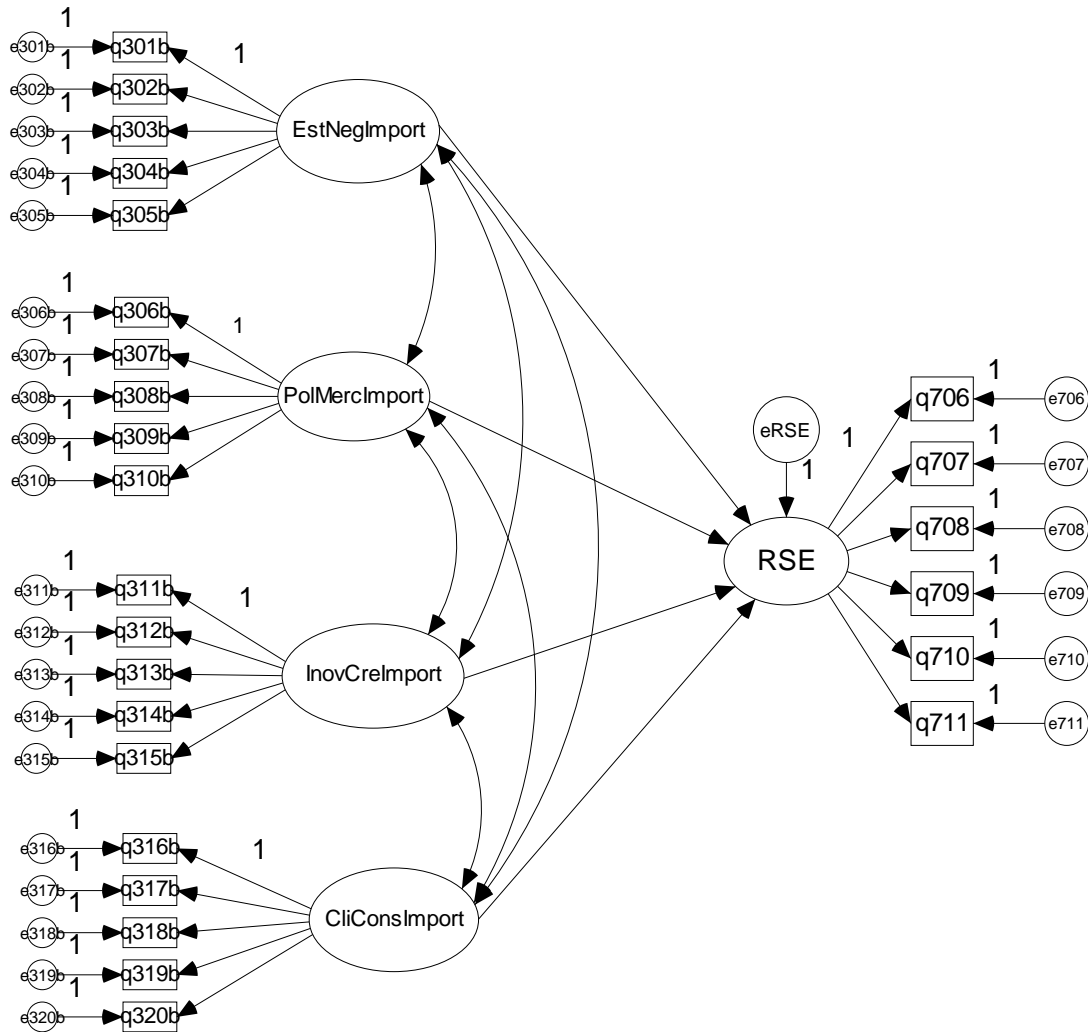 1
e301b q301b 1
1
e302b q302b
1
e303b q303b
1
e304b q304b
1
e305b q305b
EstNegImport
1
e306b q306b 1
1
e307b q307b
1
e308b q308b
1
e309b q309b
1
e310b q310b
PolMercImport
1
e311b q311b 1
1
e312b q312b
1
e313b q313b
1
e314b q314b
1
e315b q315b
InovCreImport
1
e316b q316b 1
1
e317b q317b
1
e318b q318b
1
e319b q319b
1
e320b q320b
CliConsImport
eRSE
1
RSE
1
1
q706 e706
1
q707 e707
1
q708 e708
1
q709 e709
1
q710 e710
1
q711 e711